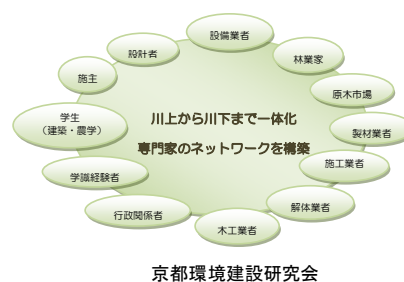 設備業者
設計者
林業家
施主
原木市場
学生
（建築・農学）
川上から川下まで一体化
専門家のネットワークを構築
製材業者
施工業者
学識経験者
解体業者
行政関係者
木工業者
京都環境建設研究会